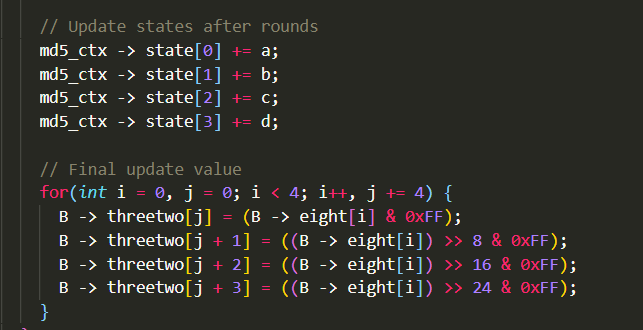 // Update states after rounds
md5_ctx -> state[0] += a;
md5_ctx -> state[1] += b;
md5_ctx -> state[2] += c;
md5_ctx -> state[3] += d;
// Final update value
for(int i = 0, j = 0; i < 4; i++, j += 4) {
B -> threetwo[j] = (B -> eight[i] & 0xFF);
B -> threetwo[j + 1] = ((B -> eight[i]) >> 8 & 0xFF);
B -> threetwo[j + 2] = ((B -> eight[i]) >> 16 & 0xFF);
B -> threetwo[j + 3] = ((B -> eight[i]) >> 24 & 0xFF);
}